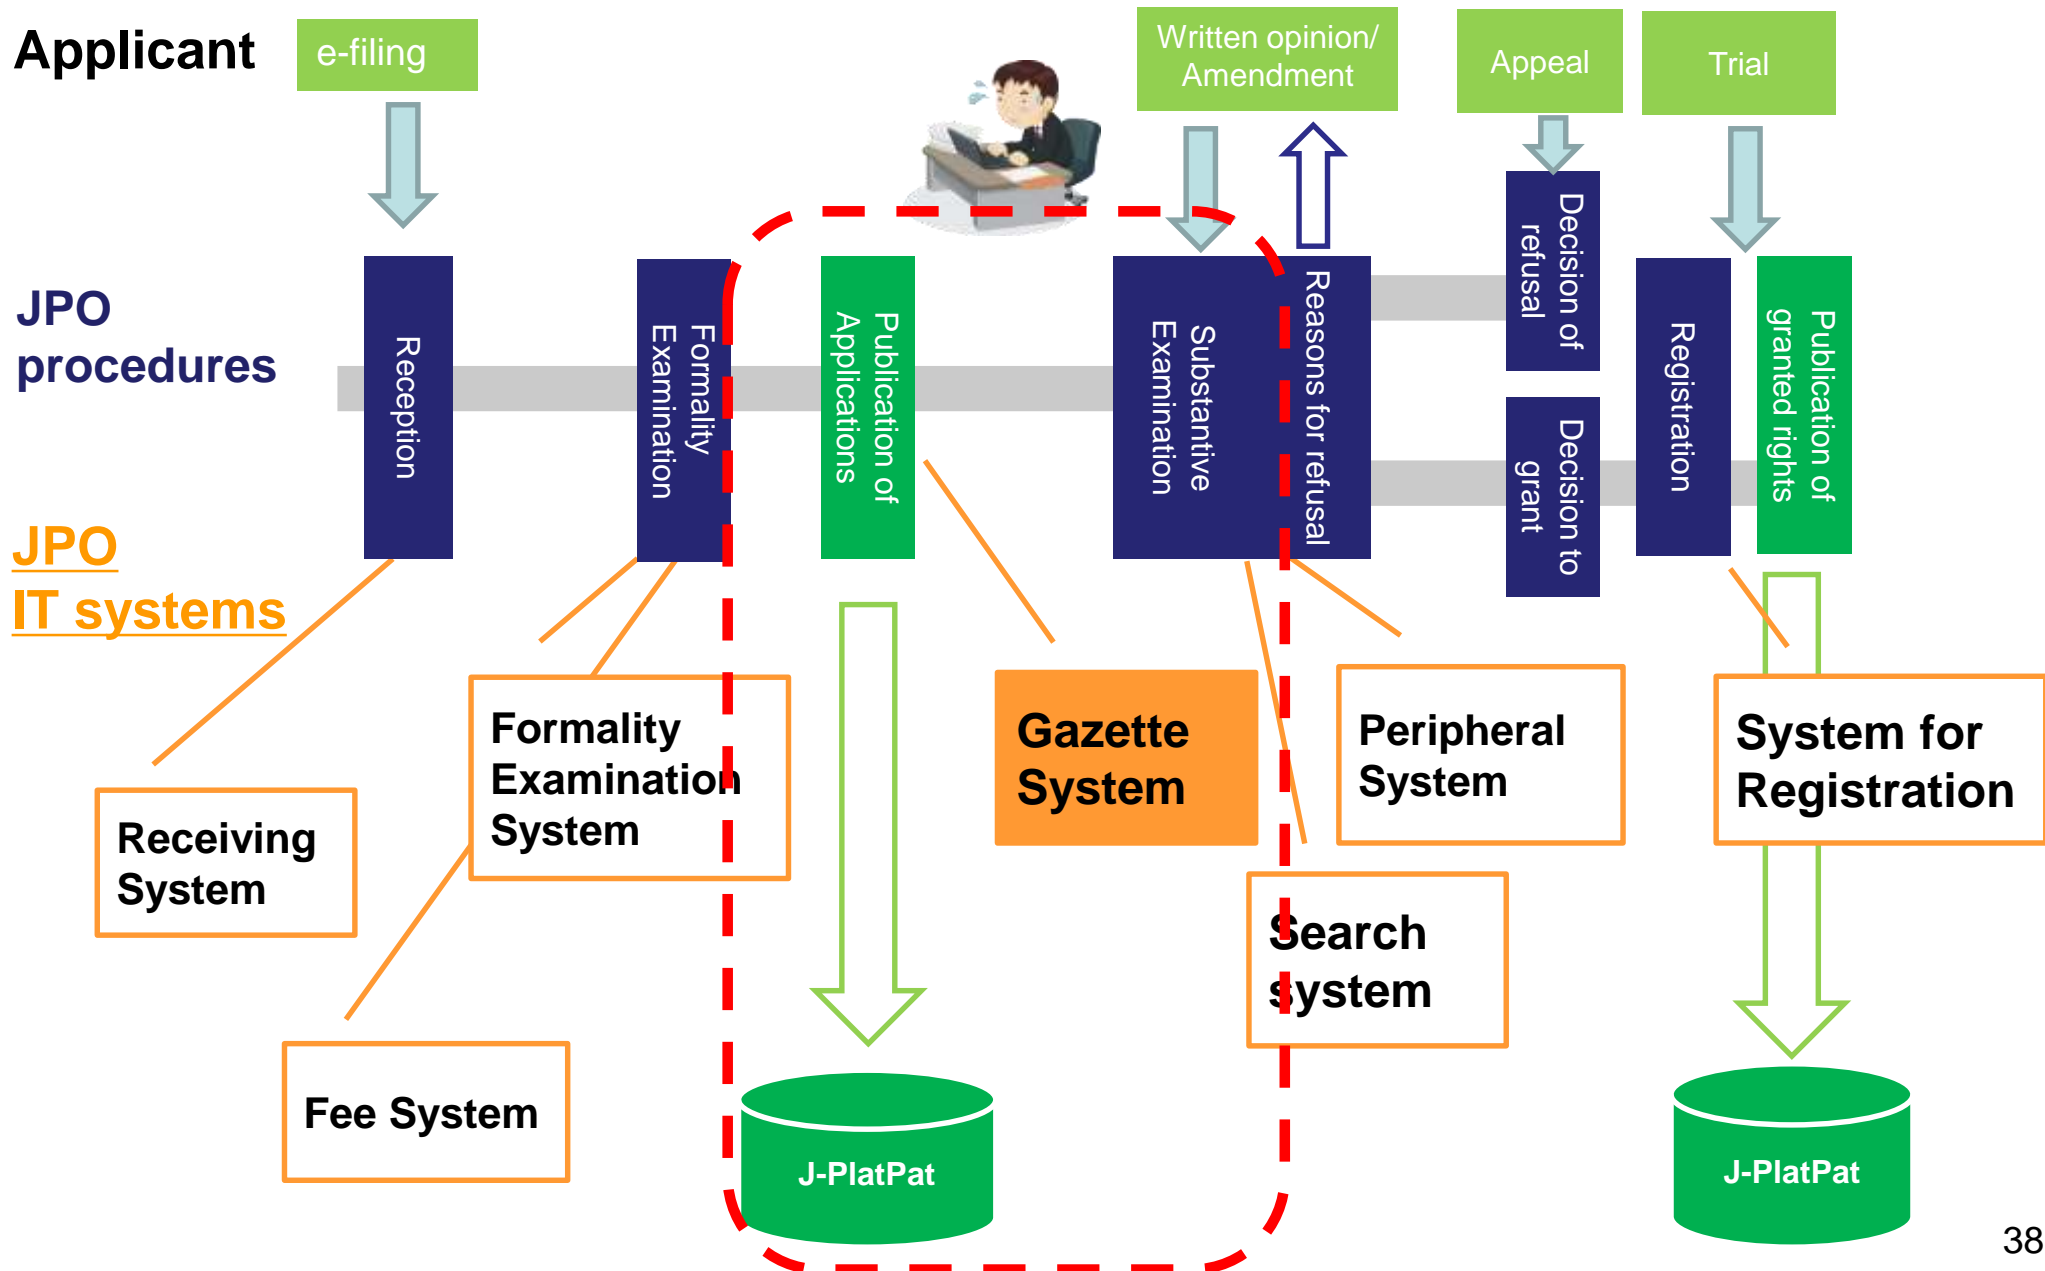 Applicant
e-filing
Written opinion/
Amendment
Appeal
Trial
JPO
procedures
Reception
Formality
Examination
Publication of
Applications
Substantive
Examination
Reasons for refusal
Decision of
refusal
Decision to
grant
Registration
Publication of
granted rights
JPO
IT systems
Receiving
System
Formality
Examination
System
Fee System
Gazette
System
Peripheral
System
Search
system
System for
Registration
J-PlatPat
J-PlatPat
38